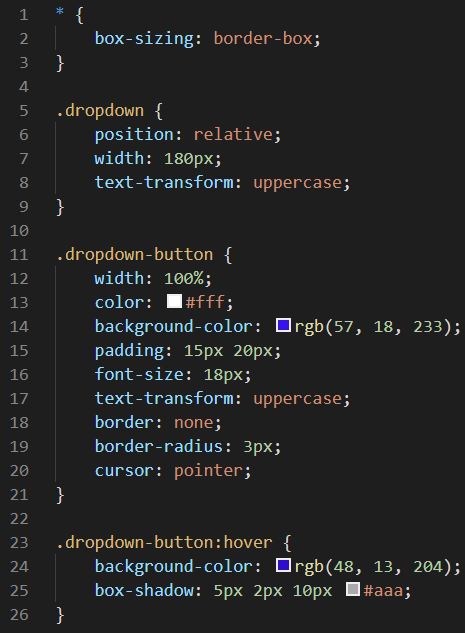 1 * {
2     box-sizing: border-box;
3 }
4
5 .dropdown {
6     position: relative;
7     width: 180px;
8     text-transform: uppercase;
9 }
10
11 .dropdown-button {
12     width: 100%;
13     color: #fff;
14     background-color: rgb(57, 18, 233);
15     padding: 15px 20px;
16     font-size: 18px;
17     text-transform: uppercase;
18     border: none;
19     border-radius: 3px;
20     cursor: pointer;
21 }
22
23 .dropdown-button:hover {
24     background-color: rgb(48, 13, 204);
25     box-shadow: 5px 2px 10px #aaa;
26 }